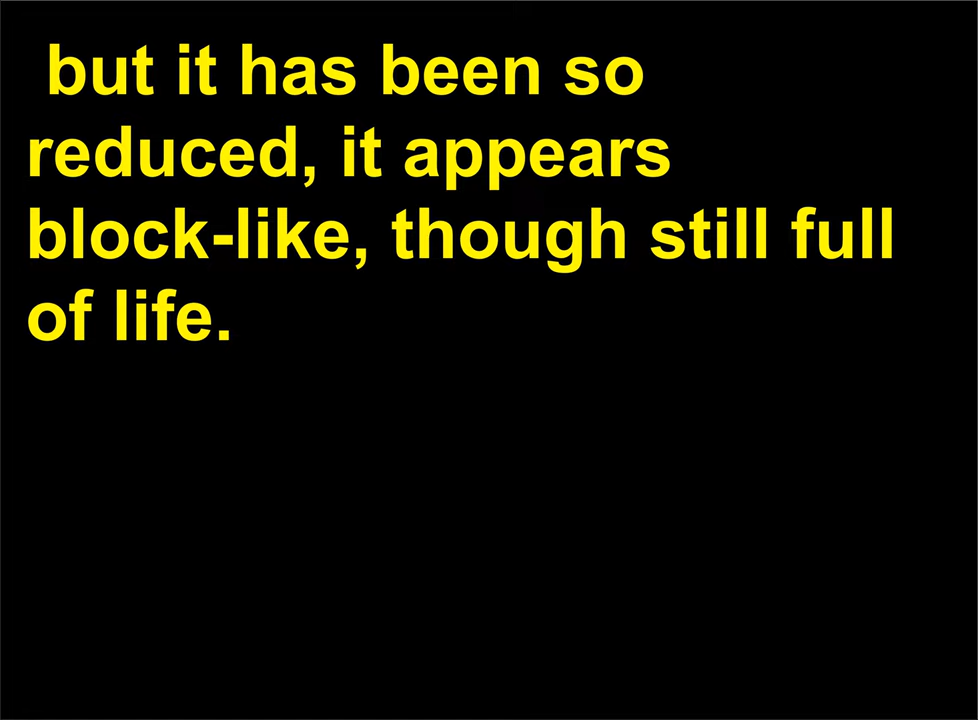 but it has been so
reduced, it appears
block-like, though still full
of life.